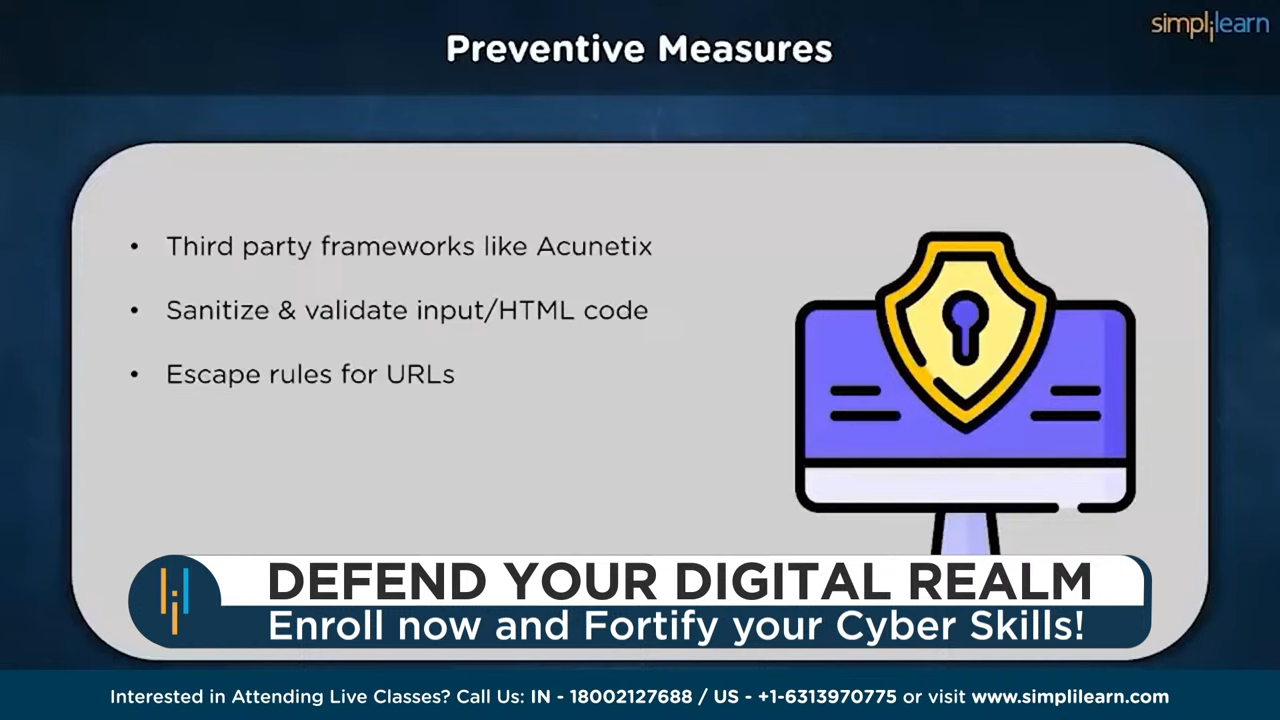 simplilearn
Preventive Measures
• Third party frameworks like Acunetix
• Sanitize & validate input/HTML code
• Escape rules for URLs
DEFEND YOUR DIGITAL REALM
Enroll now and Fortify your Cyber Skills!
Interested in Attending Live Classes? Call Us: IN - 18002127688 / US - +1-6313970775 or visit www.simplilearn.com